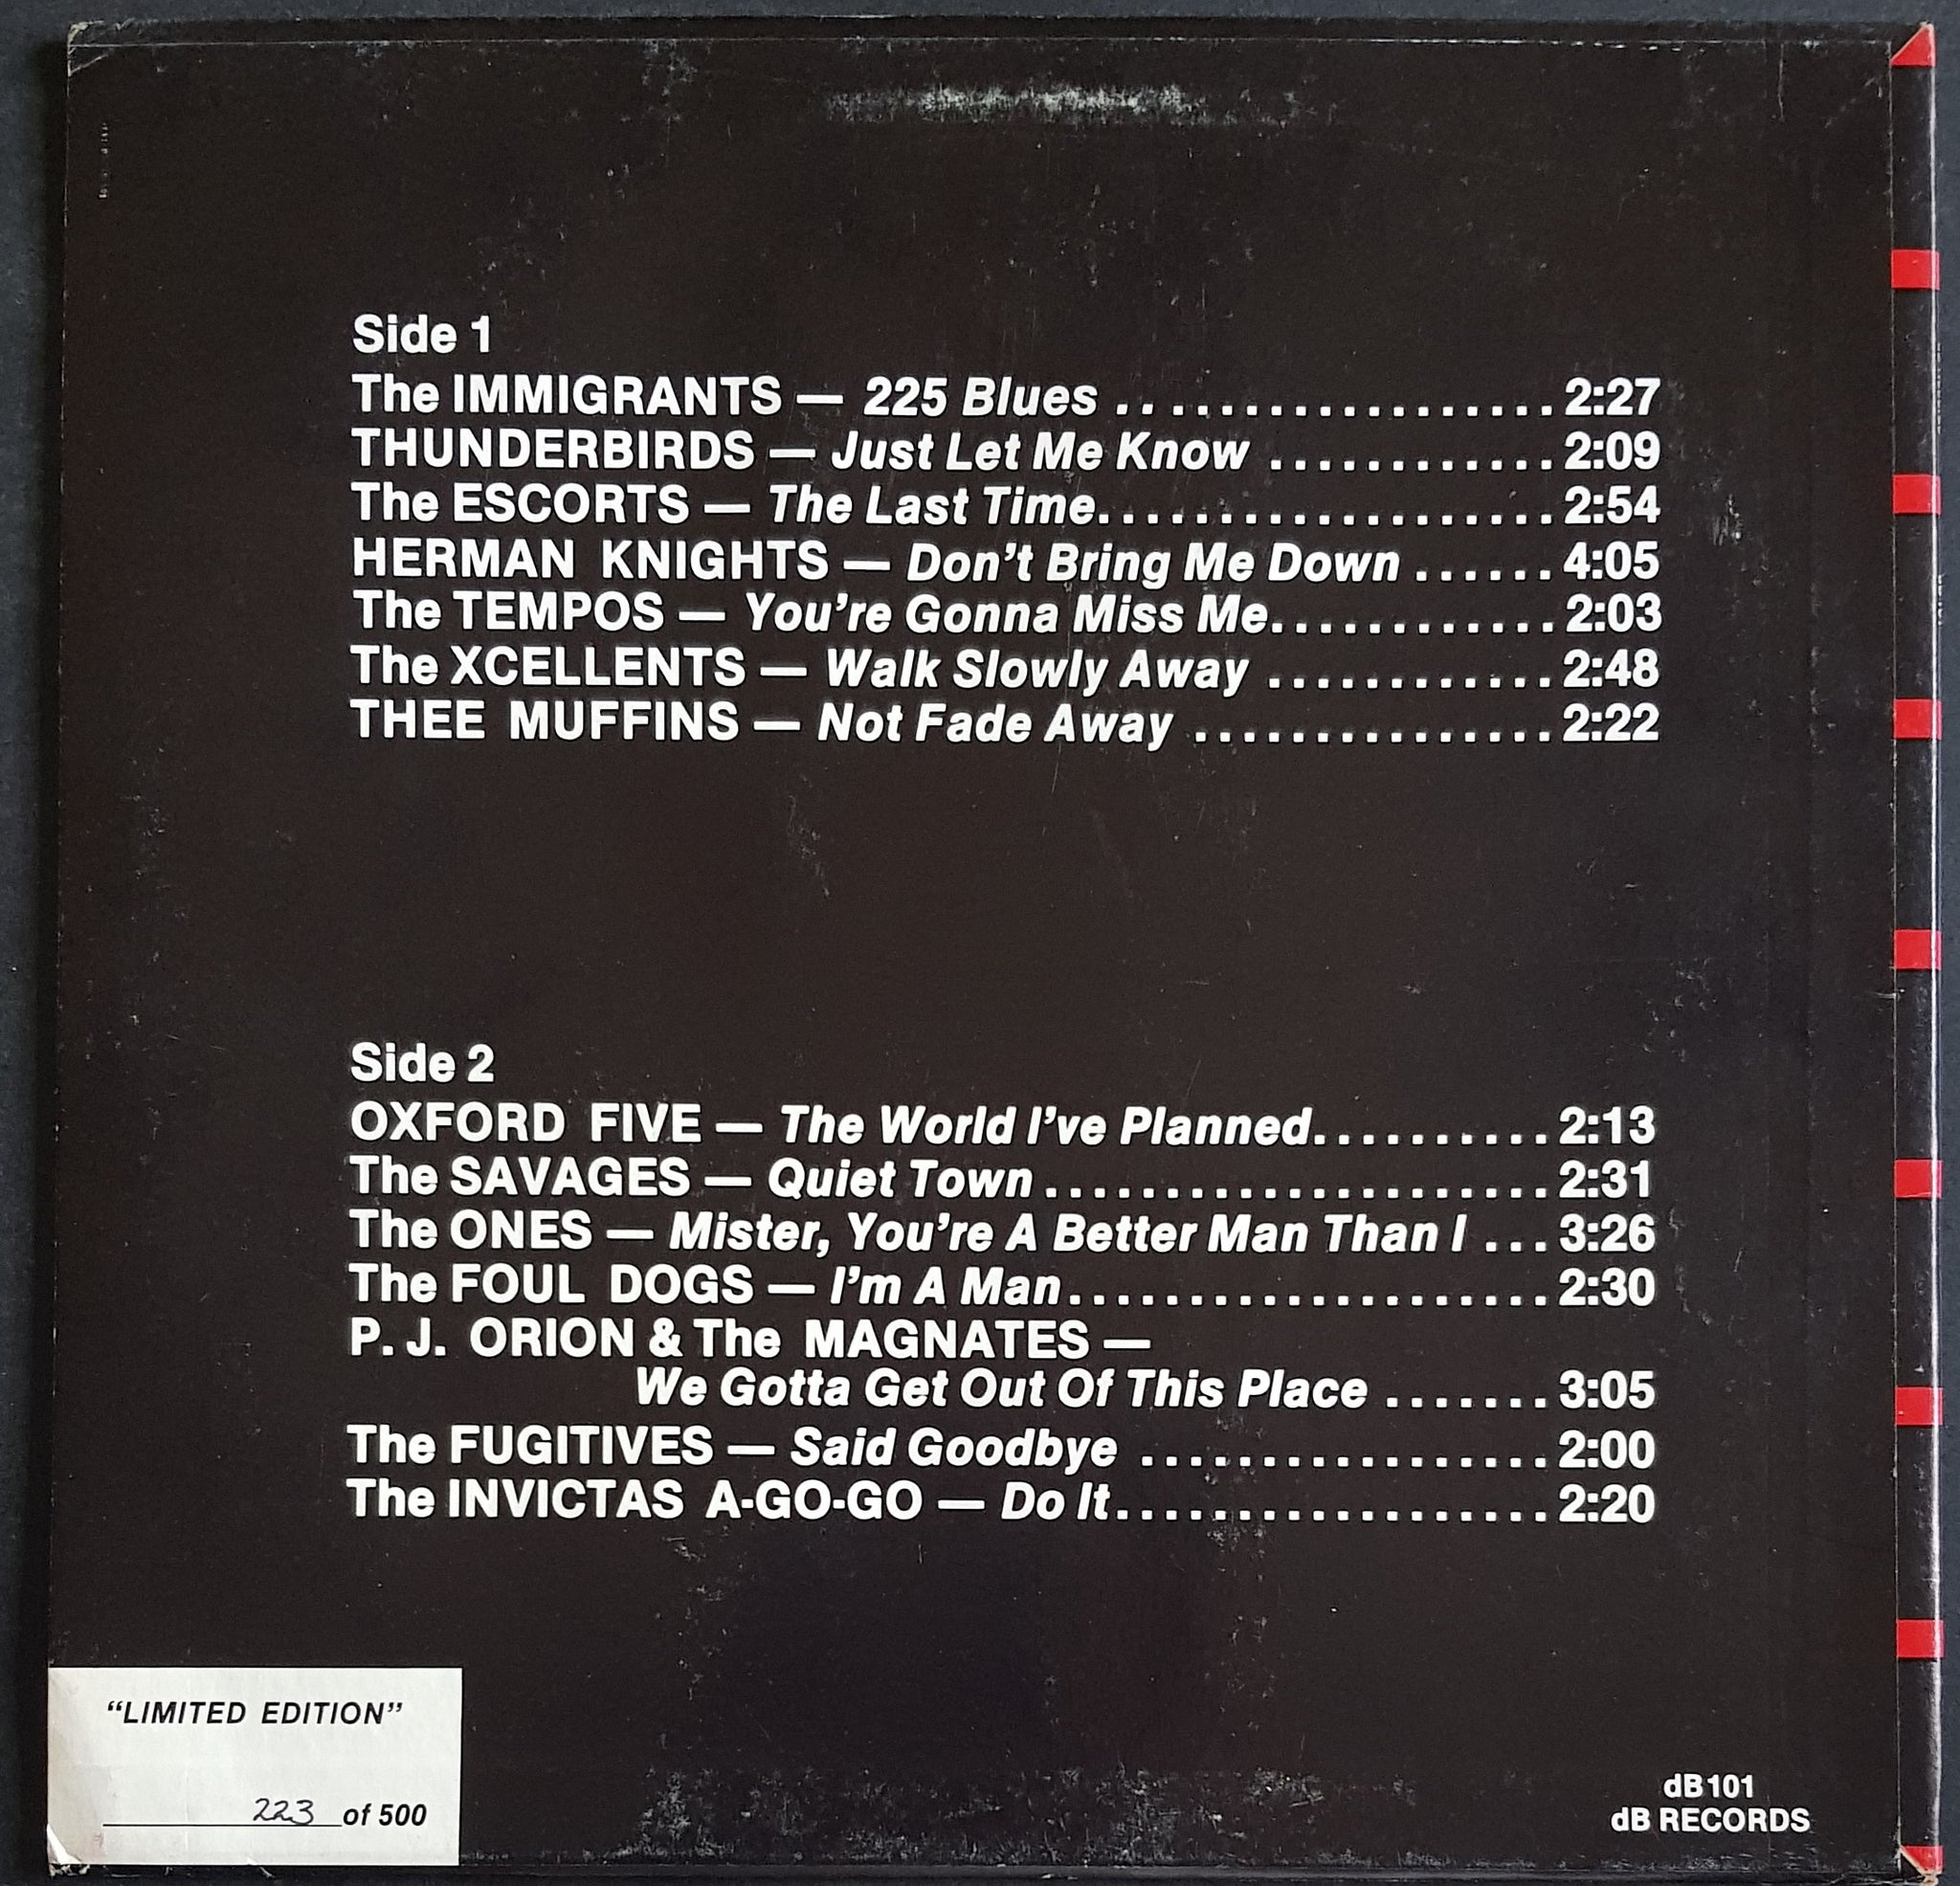 Side 1
The IMMIGRANTS — 225 Blues .................. 2:27
THUNDERBIRDS — Just Let Me Know ............ 2:09
The ESCORTS — The Last Time................... 2:54
HERMAN KNIGHTS — Don't Bring Me Down ...... 4:05
The TEMPOS — You're Gonna Miss Me............ 2:03
The XCELLENTS — Walk Slowly Away ............ 2:48
THEE MUFFINS — Not Fade Away ............... 2:22
Side 2
OXFORD FIVE — The World I've Planned.......... 2:13
The SAVAGES — Quiet Town ..................... 2:31
The ONES — Mister, You're A Better Man Than I ... 3:26
The FOUL DOGS — I'm A Man.................... 2:30
P. J. ORION & The MAGNATES —
We Gotta Get Out Of This Place ....... 3:05
The FUGITIVES — Said Goodbye ................. 2:00
The INVICTAS A-GO-GO — Do It.................. 2:20
“LIMITED EDITION”
223 of 500
dB 101
dB RECORDS